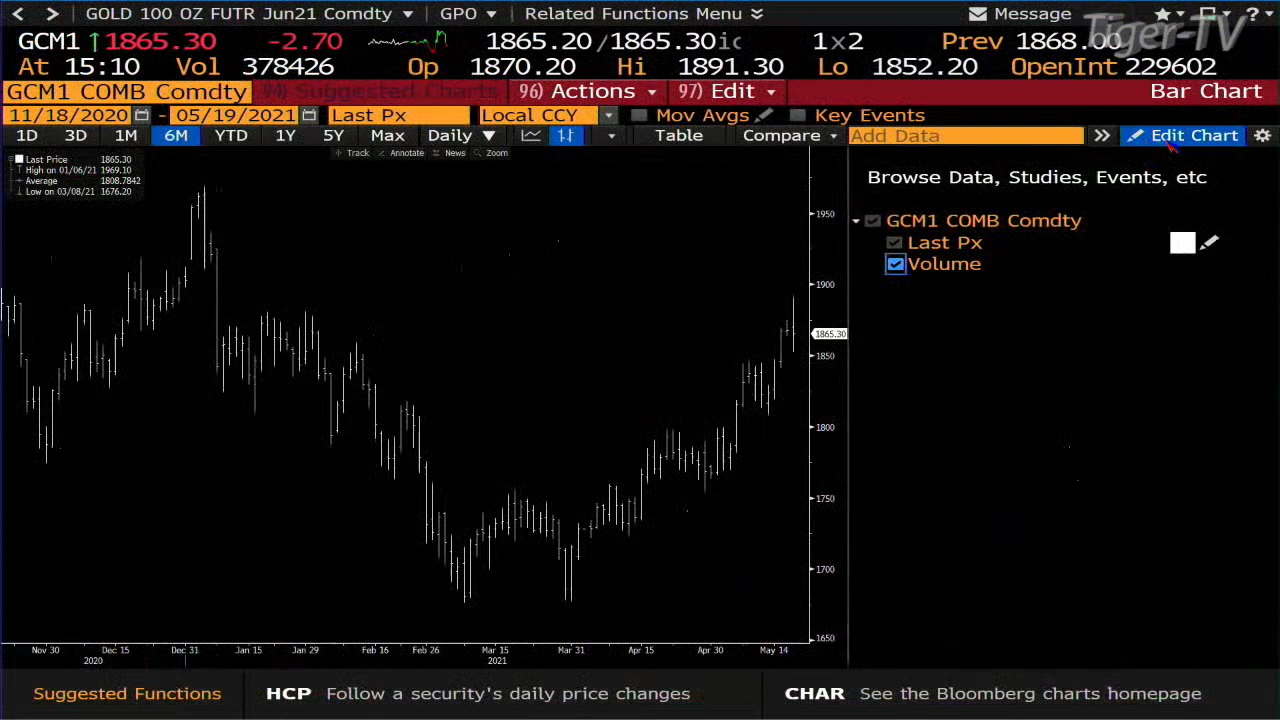 GOLD 100 OZ FUTR Jun21 Comdty GPO Related Functions Menu Message ?
Tiger-TV
GCM1 ↑1865.30 -2.70 1865.20/1865.30ic 1x2 Prev 1868.00
At 15:10 Vol 378426 Op 1870.20 Hi 1891.30 Lo 1852.20 OpenInt 229602
GCM1 COMB Comdty 94) Suggested Charts 96) Actions 97) Edit Bar Chart
11/18/2020 - 05/19/2021 Last Px Local CCY Mov Avgs Key Events
1D 3D 1M 6M YTD 1Y 5Y Max Daily Table Compare Add Data Edit Chart
Track Annotate News Zoom
Last Price 1865.30
High on 01/06/21 1969.10
Average 1808.7842
Low on 03/08/21 1676.20
Browse Data, Studies, Events, etc
GCM1 COMB Comdty
Last Px
Volume
1950
1900
1865.30
1850
1800
1750
1700
1650
Nov 30 Dec 15 Dec 31 Jan 15 Jan 29 Feb 16 Feb 26 Mar 15 Mar 31 Apr 15 Apr 30 May 14
2020 2021
Suggested Functions HCP Follow a security's daily price changes CHAR See the Bloomberg charts homepage